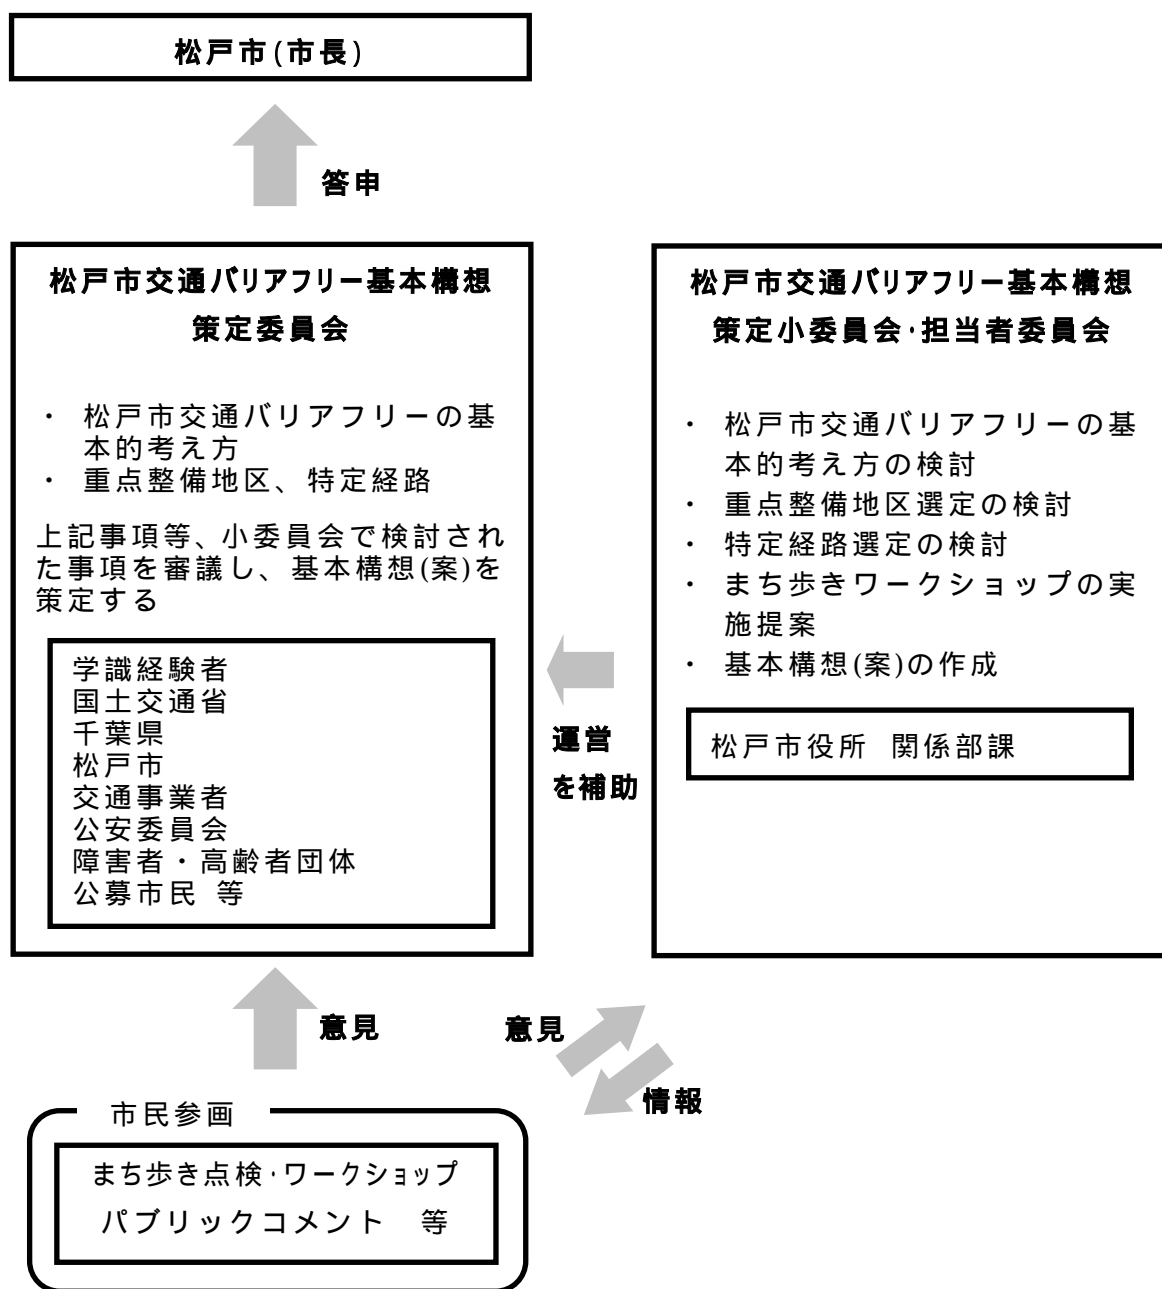 松戸市(市長)
答申
松戸市交通バリアフリー基本構想
策定委員会
・ 松戸市交通バリアフリーの基
本的考え方
・ 重点整備地区、特定経路
上記事項等、小委員会で検討され
た事項を審議し、基本構想(案)を
策定する
学識経験者
国土交通省
千葉県
松戸市
交通事業者
公安委員会
障害者・高齢者団体
公募市民 等
運営
を補助
松戸市交通バリアフリー基本構想
策定小委員会・担当者委員会
・ 松戸市交通バリアフリーの基
本的考え方の検討
・ 重点整備地区選定の検討
・ 特定経路選定の検討
・ まち歩きワークショップの実
施提案
・ 基本構想(案)の作成
松戸市役所 関係部課
意見
意見
情報
市民参画
まち歩き点検・ワークショップ
パブリックコメント 等